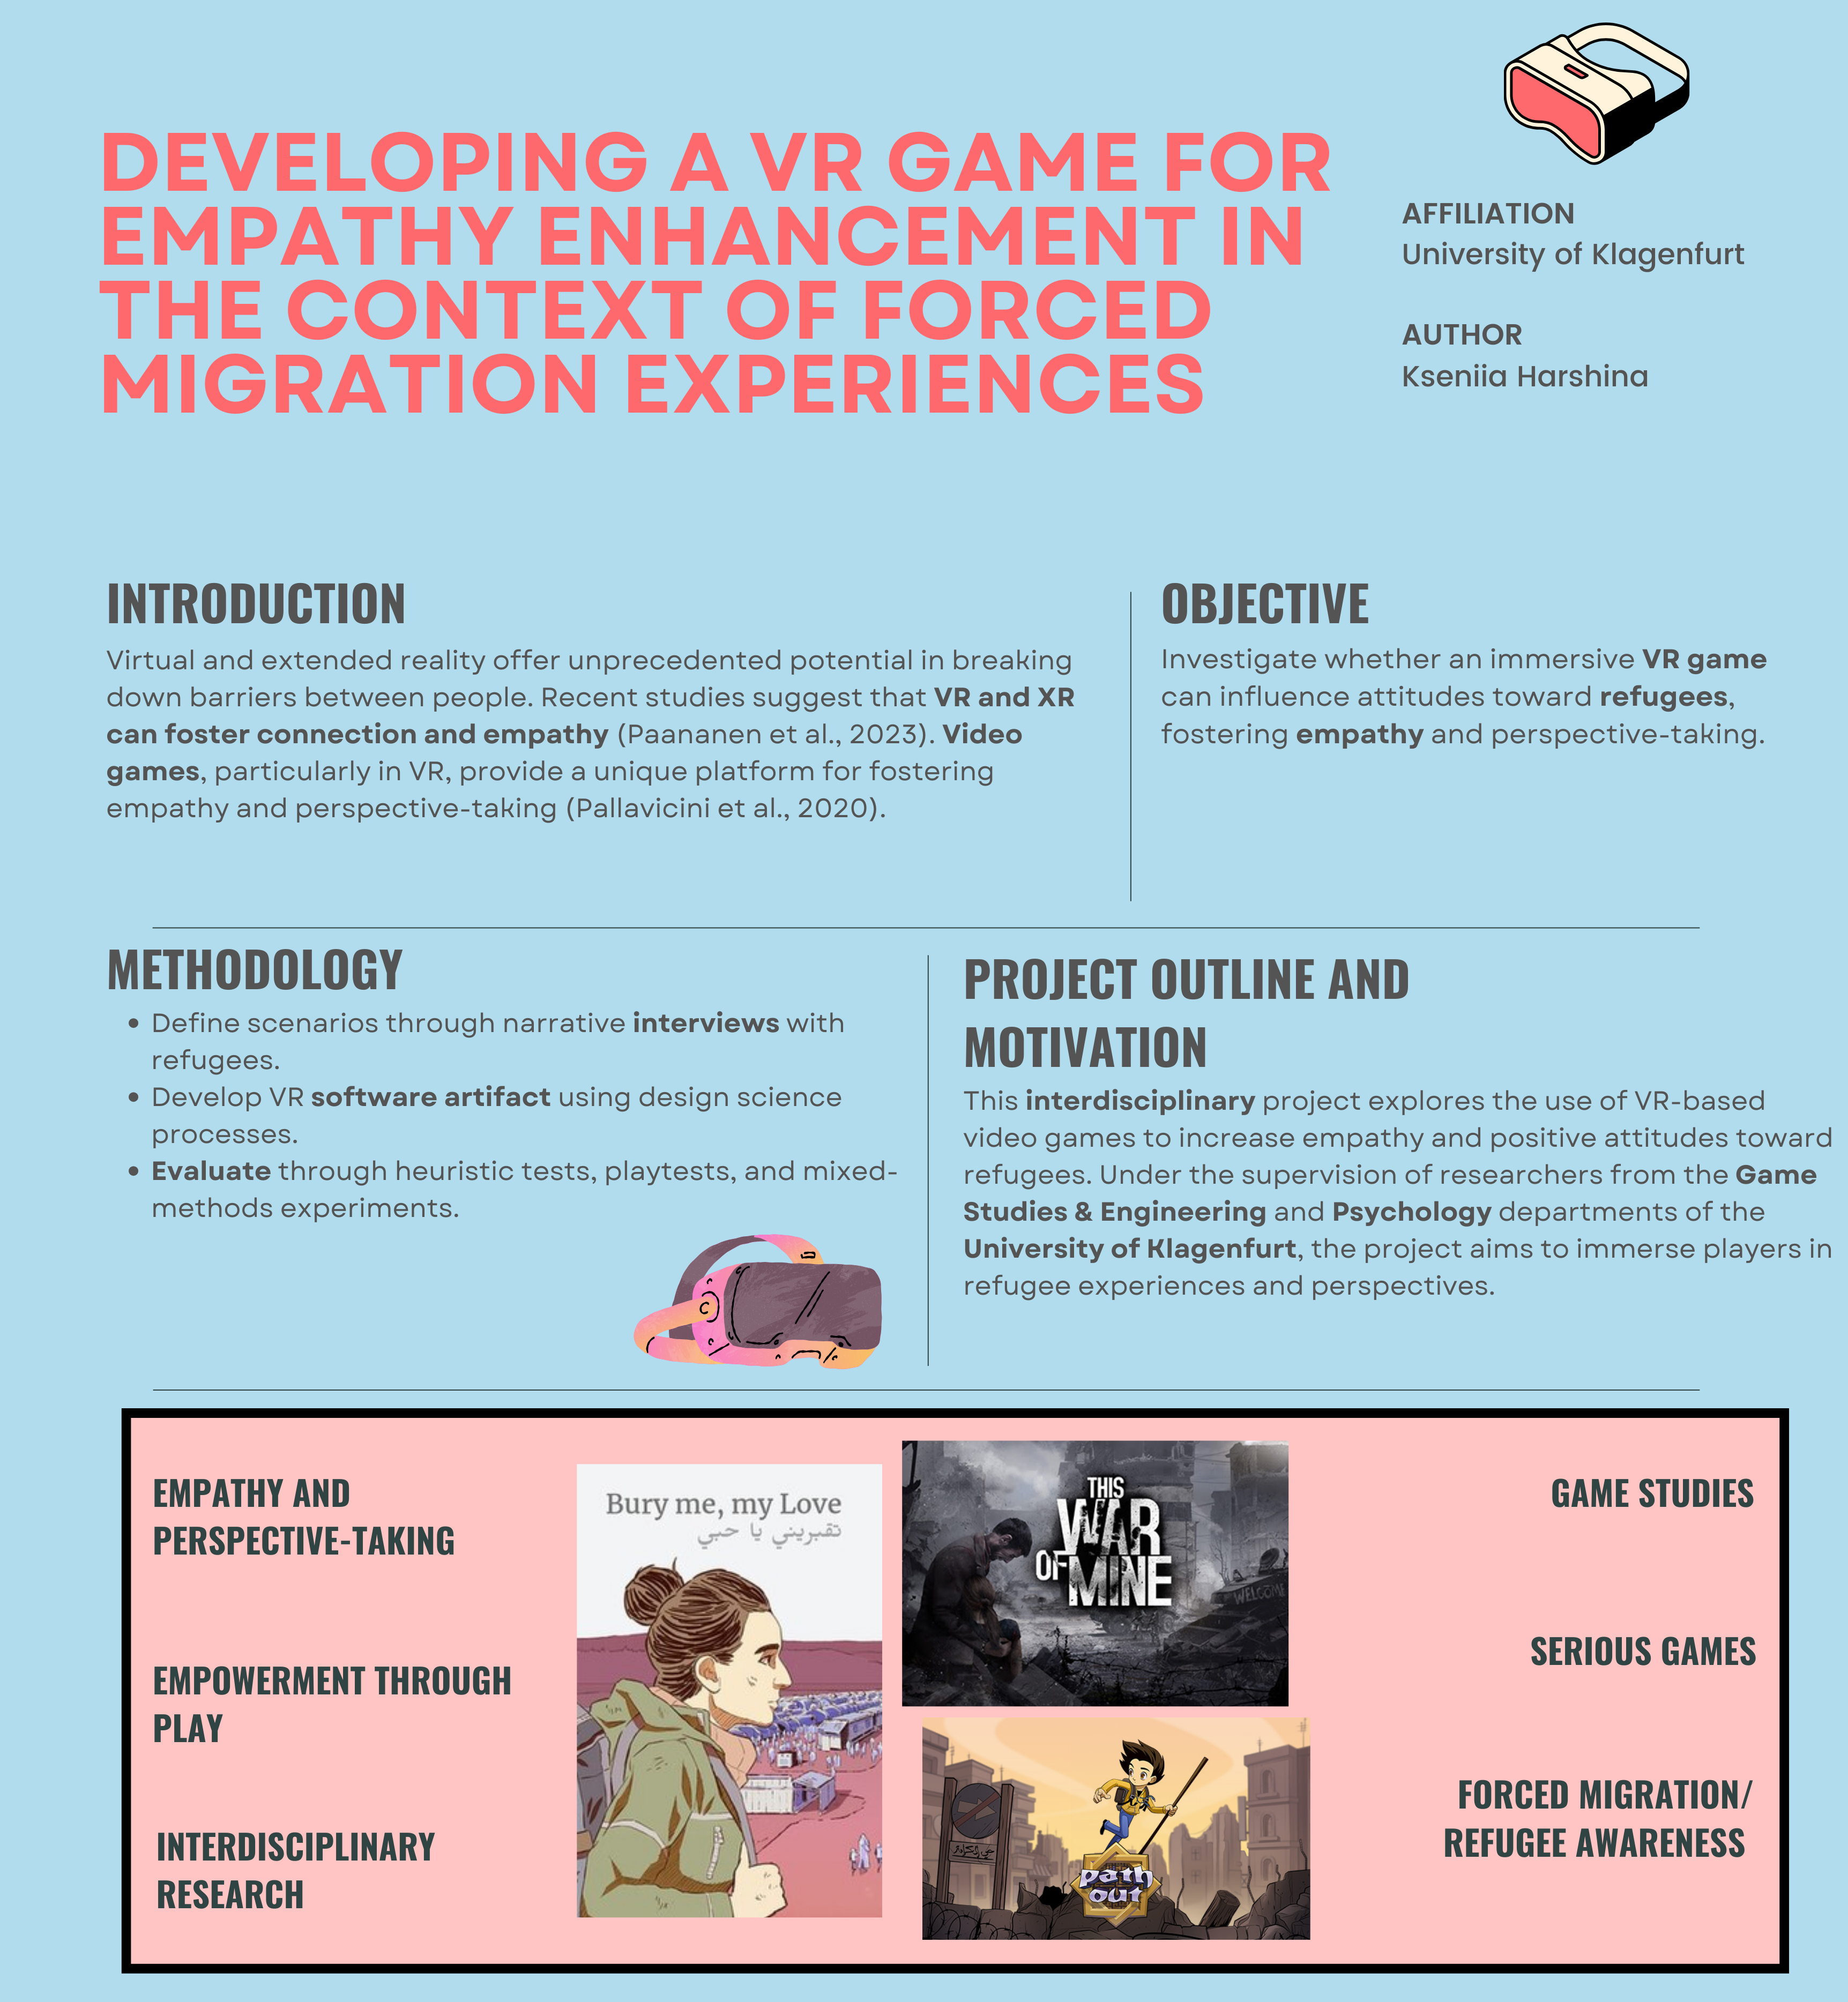 DEVELOPING A VR GAME FOR
EMPATHY ENHANCEMENT IN
THE CONTEXT OF FORCED
MIGRATION EXPERIENCES
AFFILIATION
University of Klagenfurt
AUTHOR
Kseniia Harshina
INTRODUCTION
Virtual and extended reality offer unprecedented potential in breaking
down barriers between people. Recent studies suggest that VR and XR
can foster connection and empathy (Paananen et al., 2023). Video
games, particularly in VR, provide a unique platform for fostering
empathy and perspective-taking (Pallavicini et al., 2020).
OBJECTIVE
Investigate whether an immersive VR game
can influence attitudes toward refugees,
fostering empathy and perspective-taking.
METHODOLOGY
• Define scenarios through narrative interviews with
refugees.
• Develop VR software artifact using design science
processes.
• Evaluate through heuristic tests, playtests, and mixed-
methods experiments.
PROJECT OUTLINE AND
MOTIVATION
This interdisciplinary project explores the use of VR-based
video games to increase empathy and positive attitudes toward
refugees. Under the supervision of researchers from the Game
Studies & Engineering and Psychology departments of the
University of Klagenfurt, the project aims to immerse players in
refugee experiences and perspectives.
EMPATHY AND
PERSPECTIVE-TAKING
EMPOWERMENT THROUGH
PLAY
INTERDISCIPLINARY
RESEARCH
Bury me, my Love
تقبريني يا حبي
THIS
WAR
OF MINE
WELCOME
path
out
GAME STUDIES
SERIOUS GAMES
FORCED MIGRATION/
REFUGEE AWARENESS